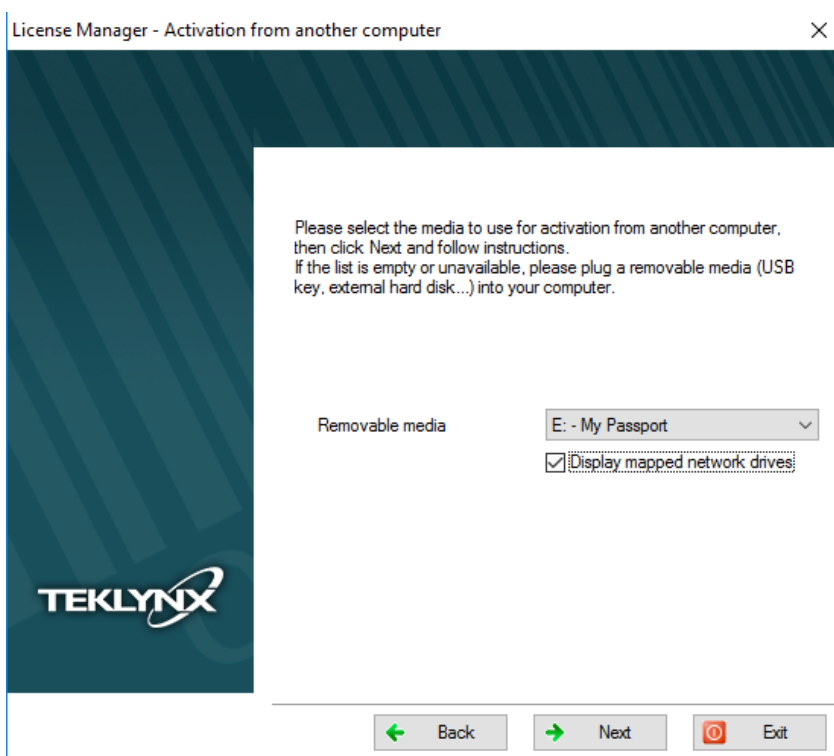 License Manager - Activation from another computer
Please select the media to use for activation from another computer,
then click Next and follow instructions.
If the list is empty or unavailable, please plug a removable media (USB
key, external hard disk...) into your computer.
Removable media
E: - My Passport
Display mapped network drives
TEKLYNX
Back
Next
Exit